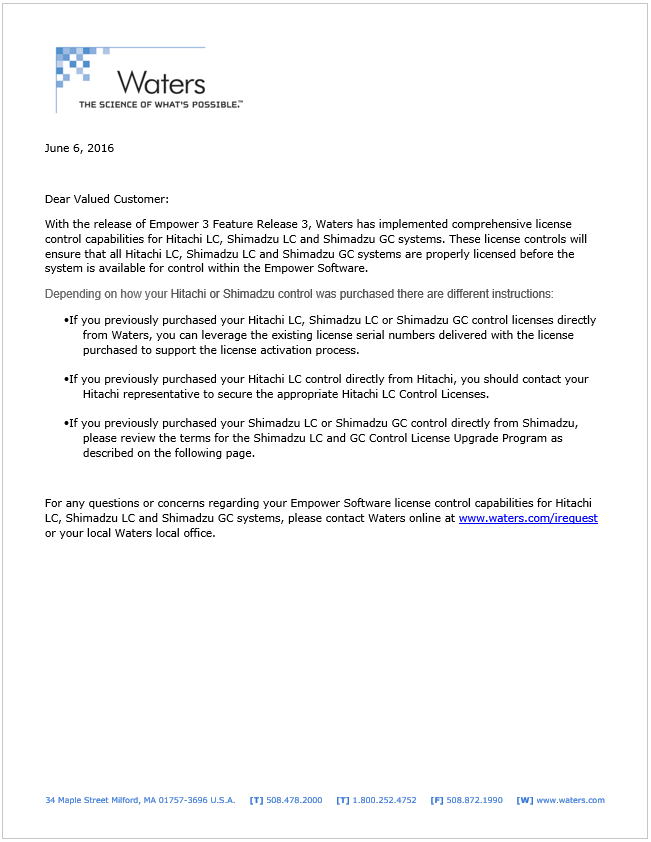 Waters
THE SCIENCE OF WHAT'S POSSIBLE.™
June 6, 2016
Dear Valued Customer:
With the release of Empower 3 Feature Release 3, Waters has implemented comprehensive license
control capabilities for Hitachi LC, Shimadzu LC and Shimadzu GC systems. These license controls will
ensure that all Hitachi LC, Shimadzu LC and Shimadzu GC systems are properly licensed before the
system is available for control within the Empower Software.
Depending on how your Hitachi or Shimadzu control was purchased there are different instructions:
•If you previously purchased your Hitachi LC, Shimadzu LC or Shimadzu GC control licenses directly
from Waters, you can leverage the existing license serial numbers delivered with the license
purchased to support the license activation process.
•If you previously purchased your Hitachi LC control directly from Hitachi, you should contact your
Hitachi representative to secure the appropriate Hitachi LC Control Licenses.
•If you previously purchased your Shimadzu LC or Shimadzu GC control directly from Shimadzu,
please review the terms for the Shimadzu LC and GC Control License Upgrade Program as
described on the following page.
For any questions or concerns regarding your Empower Software license control capabilities for Hitachi
LC, Shimadzu LC and Shimadzu GC systems, please contact Waters online at www.waters.com/irequest
or your local Waters local office.
34 Maple Street Milford, MA 01757-3696 U.S.A. [T] 508.478.2000 [T] 1.800.252.4752 [F] 508.872.1990 [W] www.waters.com